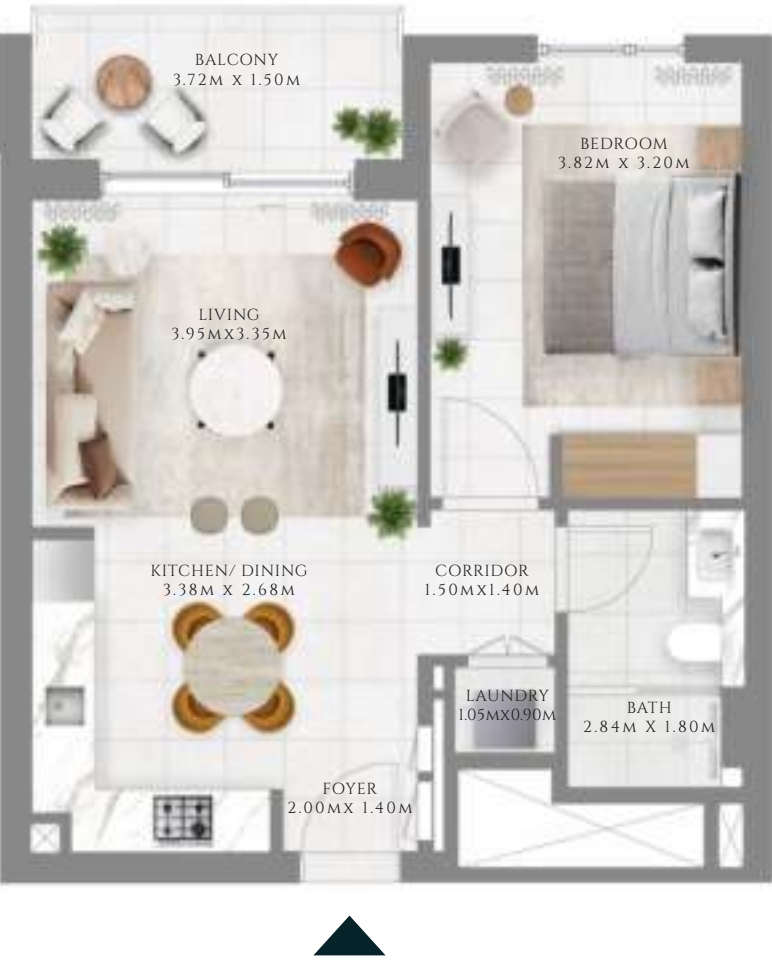 BALCONY
3.72M X 1.50M
BEDROOM
3.82M X 3.20M
LIVING
3.95MX3.35M
KITCHEN/ DINING
3.38M X 2.68M
CORRIDOR
1.50MX1.40M
LAUNDRY
1.05MX0.90M
BATH
2.84M X 1.80M
FOYER
2.00MX 1.40M